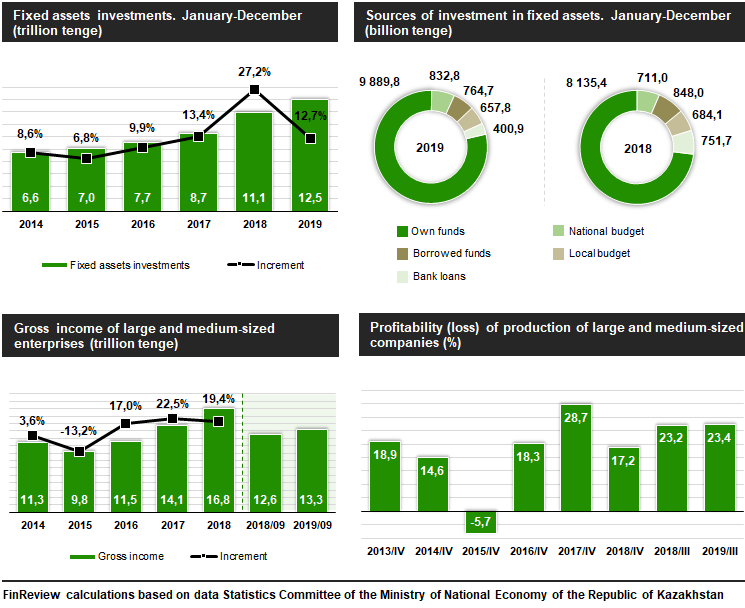 Fixed assets investments. January-December
(trillion tenge)
8,6%
6,8%
9,9%
13,4%
27,2%
12,7%
6,6
7,0
7,7
8,7
11,1
12,5
2014
2015
2016
2017
2018
2019
Fixed assets investments
Increment
Sources of investment in fixed assets. January-December
(billion tenge)
9 889,8
832,8
764,7
657,8
400,9
2019
8 135,4
711,0
848,0
684,1
751,7
2018
Own funds
National budget
Borrowed funds
Local budget
Bank loans
Gross income of large and medium-sized
enterprises (trillion tenge)
3,6%
-13,2%
17,0%
22,5%
19,4%
11,3
9,8
11,5
14,1
16,8
12,6
13,3
2014
2015
2016
2017
2018
2018/09
2019/09
Gross income
Increment
Profitability (loss) of production of large and medium-sized
companies (%)
18,9
14,6
-5,7
18,3
28,7
17,2
23,2
23,4
2013/IV
2014/IV
2015/IV
2016/IV
2017/IV
2018/IV
2018/III
2019/III
FinReview calculations based on data Statistics Committee of the Ministry of National Economy of the Republic of Kazakhstan